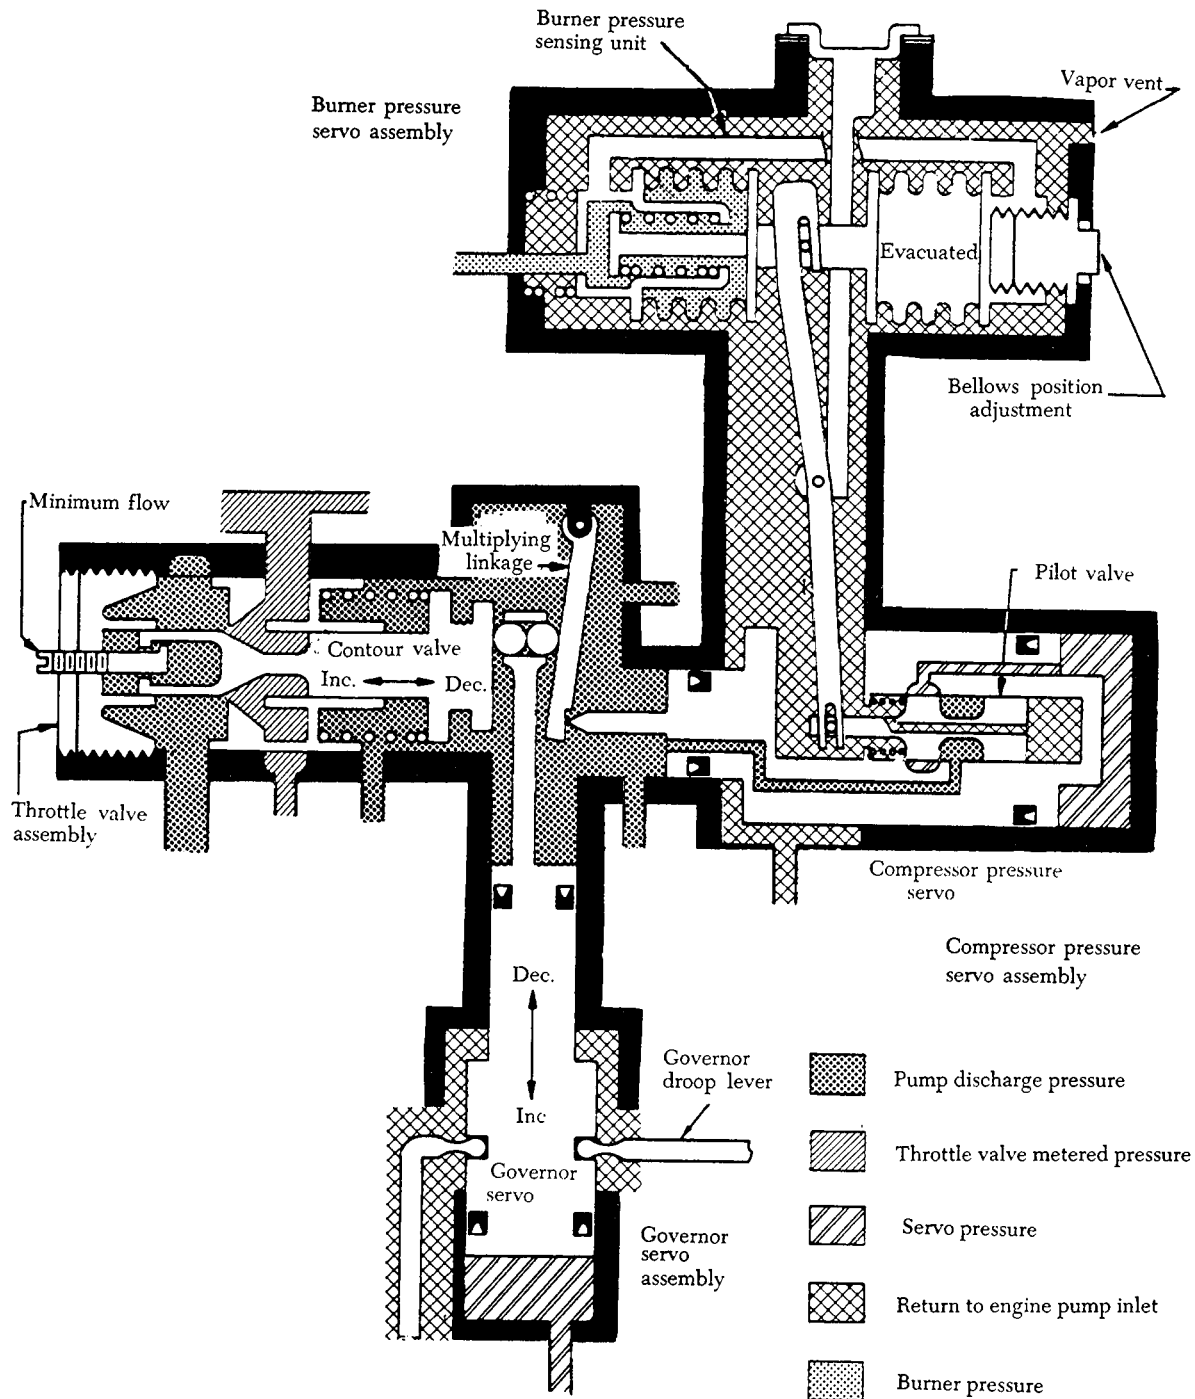 Burner pressure
sensing unit
Vapor vent
Burner pressure
servo assembly
Evacuated
Bellows position
adjustment
Minimum flow
Multiplying
linkage
Pilot valve
Contour valve
Inc.
Dec.
Throttle valve
assembly
Compressor pressure
servo
Compressor pressure
servo assembly
Dec.
Inc
Governor
droop lever
Governor
servo
Governor
servo
assembly
Pump discharge pressure
Throttle valve metered pressure
Servo pressure
Return to engine pump inlet
Burner pressure